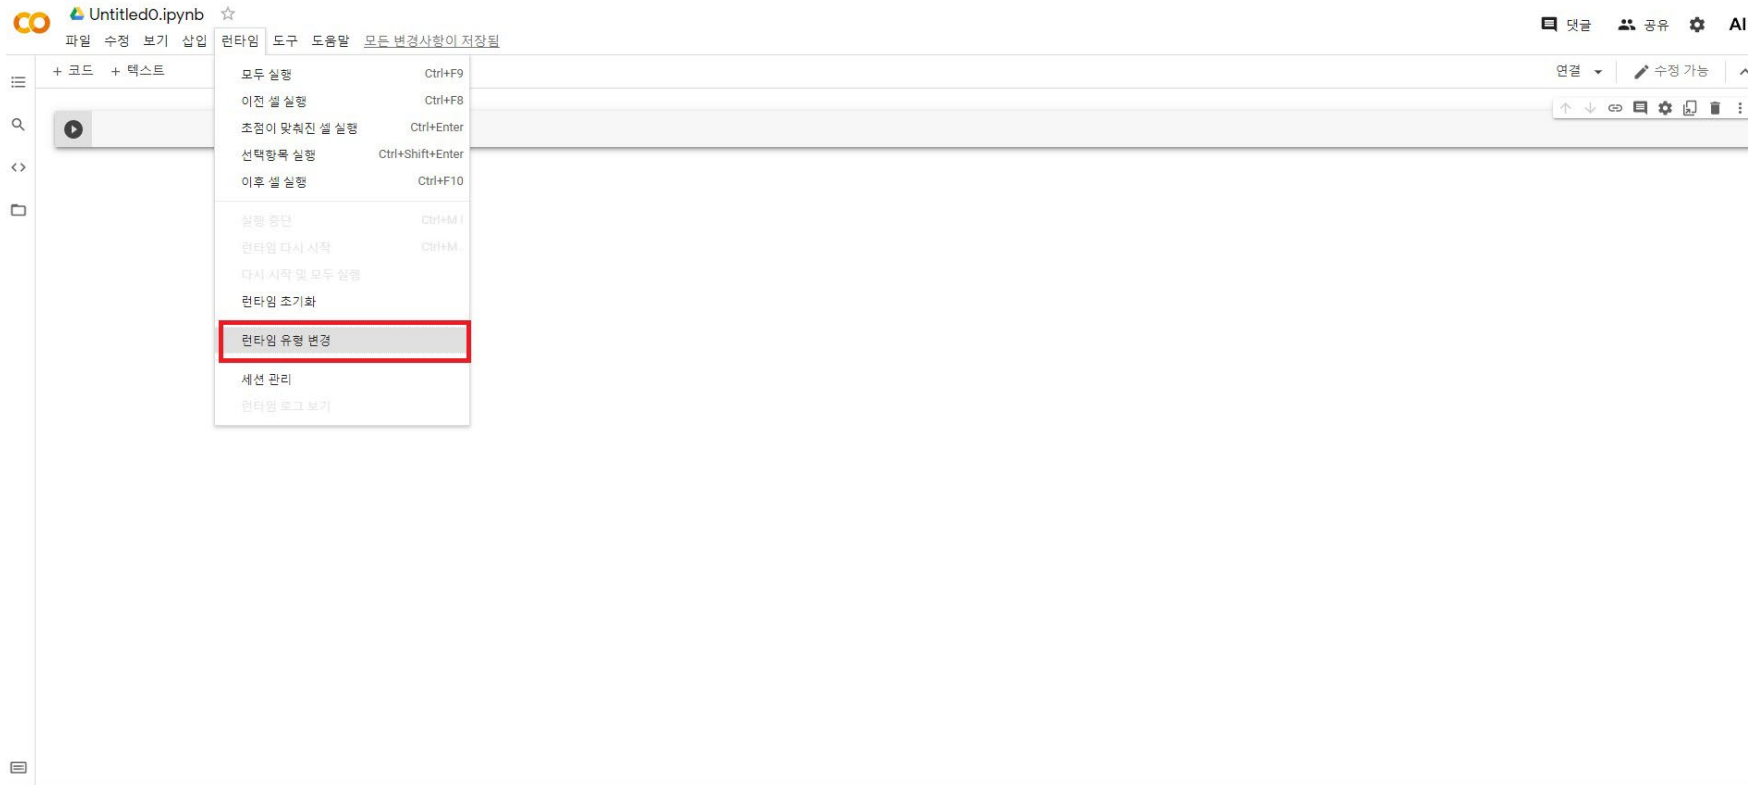 Untitled0.ipynb
파일 수정 보기 삽입 런타임 도구 도움말 모든 변경사항이 저장됨
댓글 공유 AI
+ 코드 + 텍스트
연결 수정 가능
모두 실행 Ctrl+F9
이전 셀 실행 Ctrl+F8
초점이 맞춰진 셀 실행 Ctrl+Enter
선택항목 실행 Ctrl+Shift+Enter
이후 셀 실행 Ctrl+F10
실행 중단 Ctrl+M I
런타임 다시 시작 Ctrl+M .
다시 시작 및 모두 실행
런타임 초기화
런타임 유형 변경
세션 관리
런타임 로그 보기